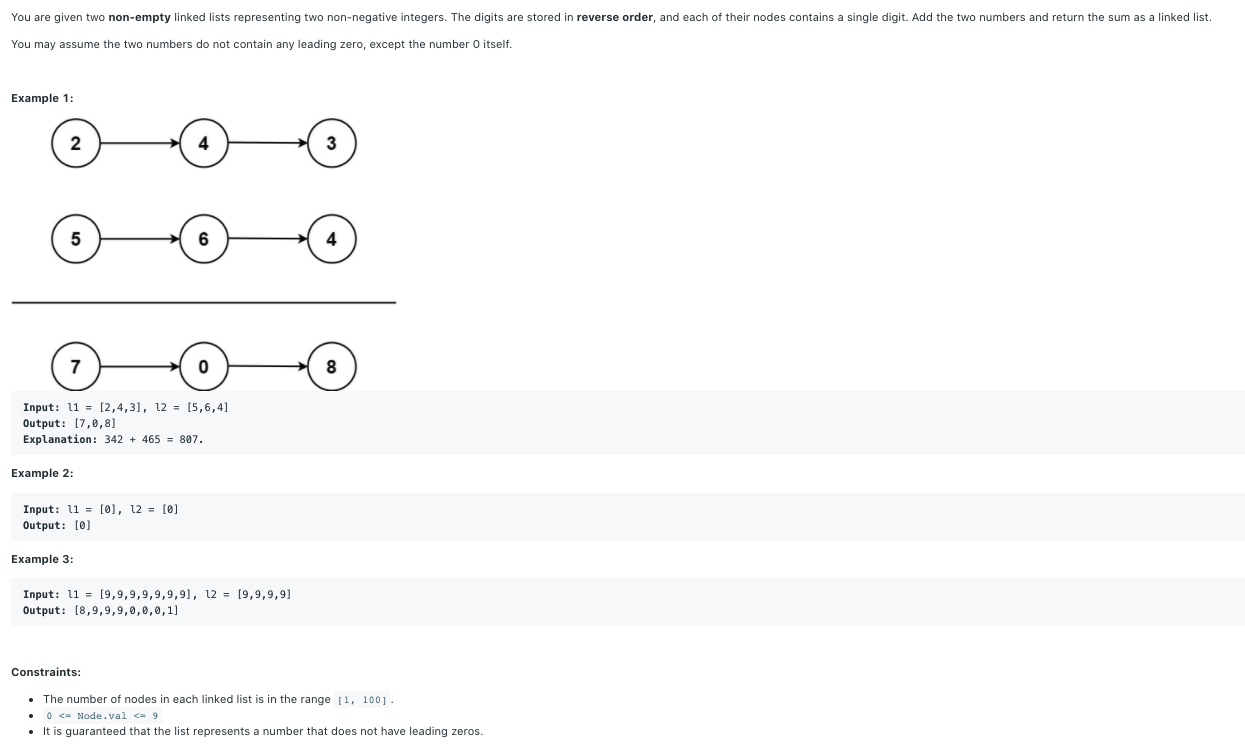 You are given two non-empty linked lists representing two non-negative integers. The digits are stored in reverse order, and each of their nodes contains a single digit. Add the two numbers and return the sum as a linked list.
You may assume the two numbers do not contain any leading zero, except the number 0 itself.
Example 1:
2 4 3
5 6 4
7 0 8
Input: l1 = [2,4,3], l2 = [5,6,4]
Output: [7,0,8]
Explanation: 342 + 465 = 807.
Example 2:
Input: l1 = [0], l2 = [0]
Output: [0]
Example 3:
Input: l1 = [9,9,9,9,9,9,9], l2 = [9,9,9,9]
Output: [8,9,9,9,0,0,0,1]
Constraints:
• The number of nodes in each linked list is in the range [1, 100].
• 0 <= Node.val <= 9
• It is guaranteed that the list represents a number that does not have leading zeros.